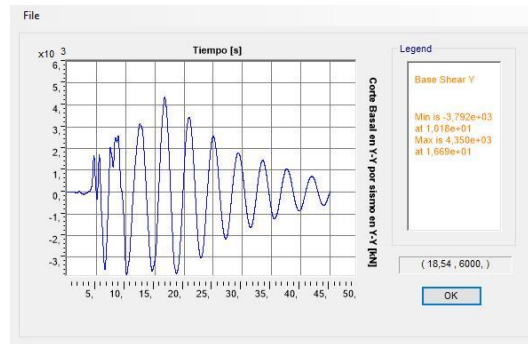 File
x10 3
Tiempo [s]
6,
5,
4,
3,
2,
1,
0,
-1,
-2,
-3,
5, 10, 15, 20, 25, 30, 35, 40, 45, 50,
Corte Basal en Y-Y por sismo en Y-Y [kN]
Legend
Base Shear Y
Min is -3,792e+03
at 1,018e+01
Max is 4,350e+03
at 1,669e+01
( 18,54 , 6000, )
OK